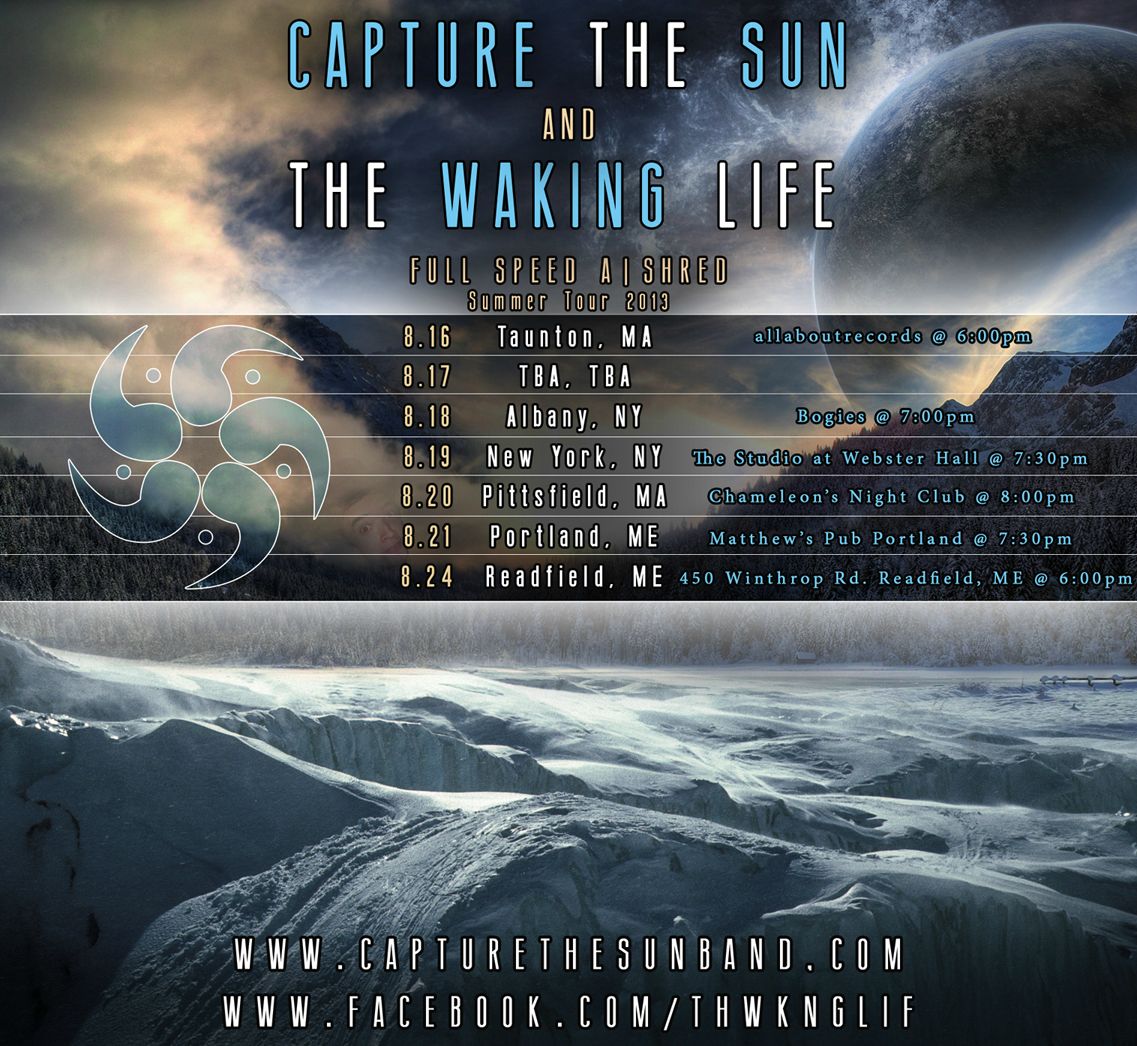 CAPTURE THE SUN
AND
THE WAKING LIFE
FULL SPEED A|SHRED
Summer Tour 2013
8.16 Taunton, MA allaboutrecords @ 6:00pm
8.17 TBA, TBA
8.18 Albany, NY Bogies @ 7:00pm
8.19 New York, NY The Studio at Webster Hall @ 7:30pm
8.20 Pittsfield, MA Chameleon's Night Club @ 8:00pm
8.21 Portland, ME Matthew's Pub Portland @ 7:30pm
8.24 Readfield, ME 450 Winthrop Rd. Readfield, ME @ 6:00pm
WWW.CAPTURETHESUNBAND.COM
WWW.FACEBOOK.COM/THWKNGLIF